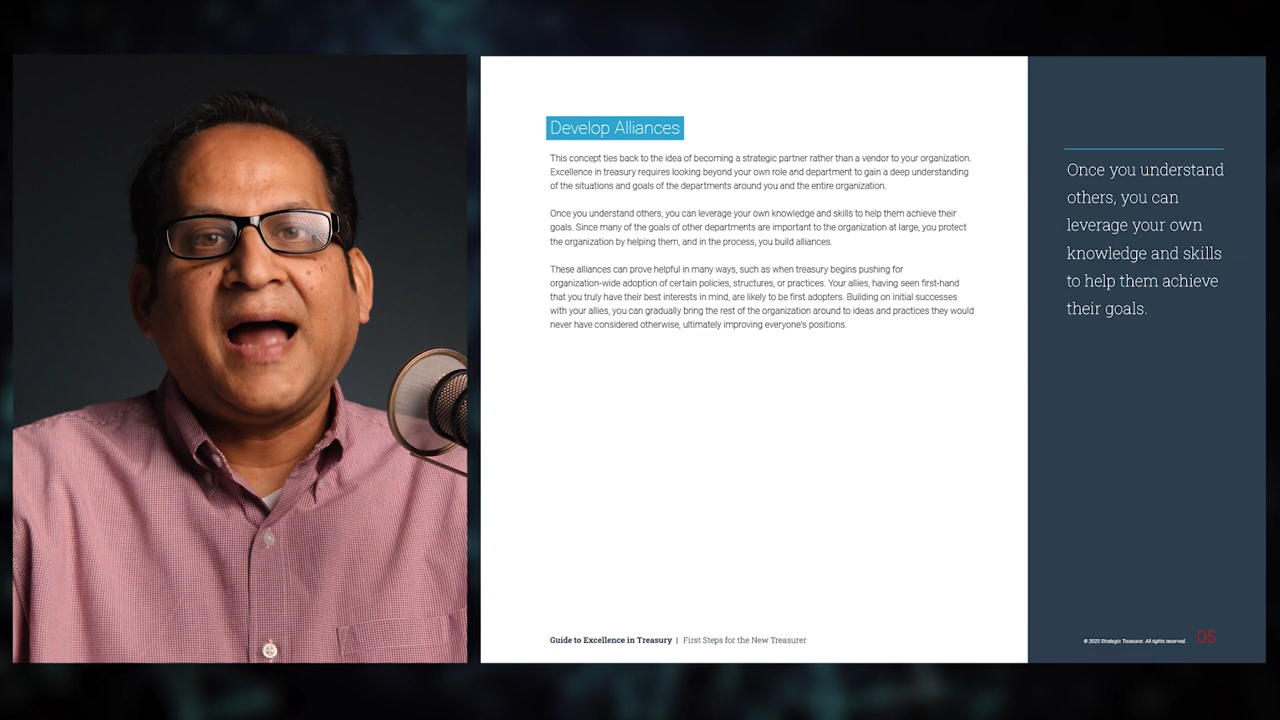 Develop Alliances
This concept ties back to the idea of becoming a strategic partner rather than a vendor to your organization.
Excellence in treasury requires looking beyond your own role and department to gain a deep understanding
of the situations and goals of the departments around you and the entire organization.
Once you understand others, you can leverage your own knowledge and skills to help them achieve their
goals. Since many of the goals of other departments are important to the organization at large, you protect
the organization by helping them, and in the process, you build alliances.
These alliances can prove helpful in many ways, such as when treasury begins pushing for
organization-wide adoption of certain policies, structures, or practices. Your allies, having seen first-hand
that you truly have their best interests in mind, are likely to be first adopters. Building on initial successes
with your allies, you can gradually bring the rest of the organization around to ideas and practices they would
never have considered otherwise, ultimately improving everyone's positions.
Once you understand
others, you can
leverage your own
knowledge and skills
to help them achieve
their goals.
Guide to Excellence in Treasury | First Steps for the New Treasurer
© 2023 Strategic Treasurer. All rights reserved. 05